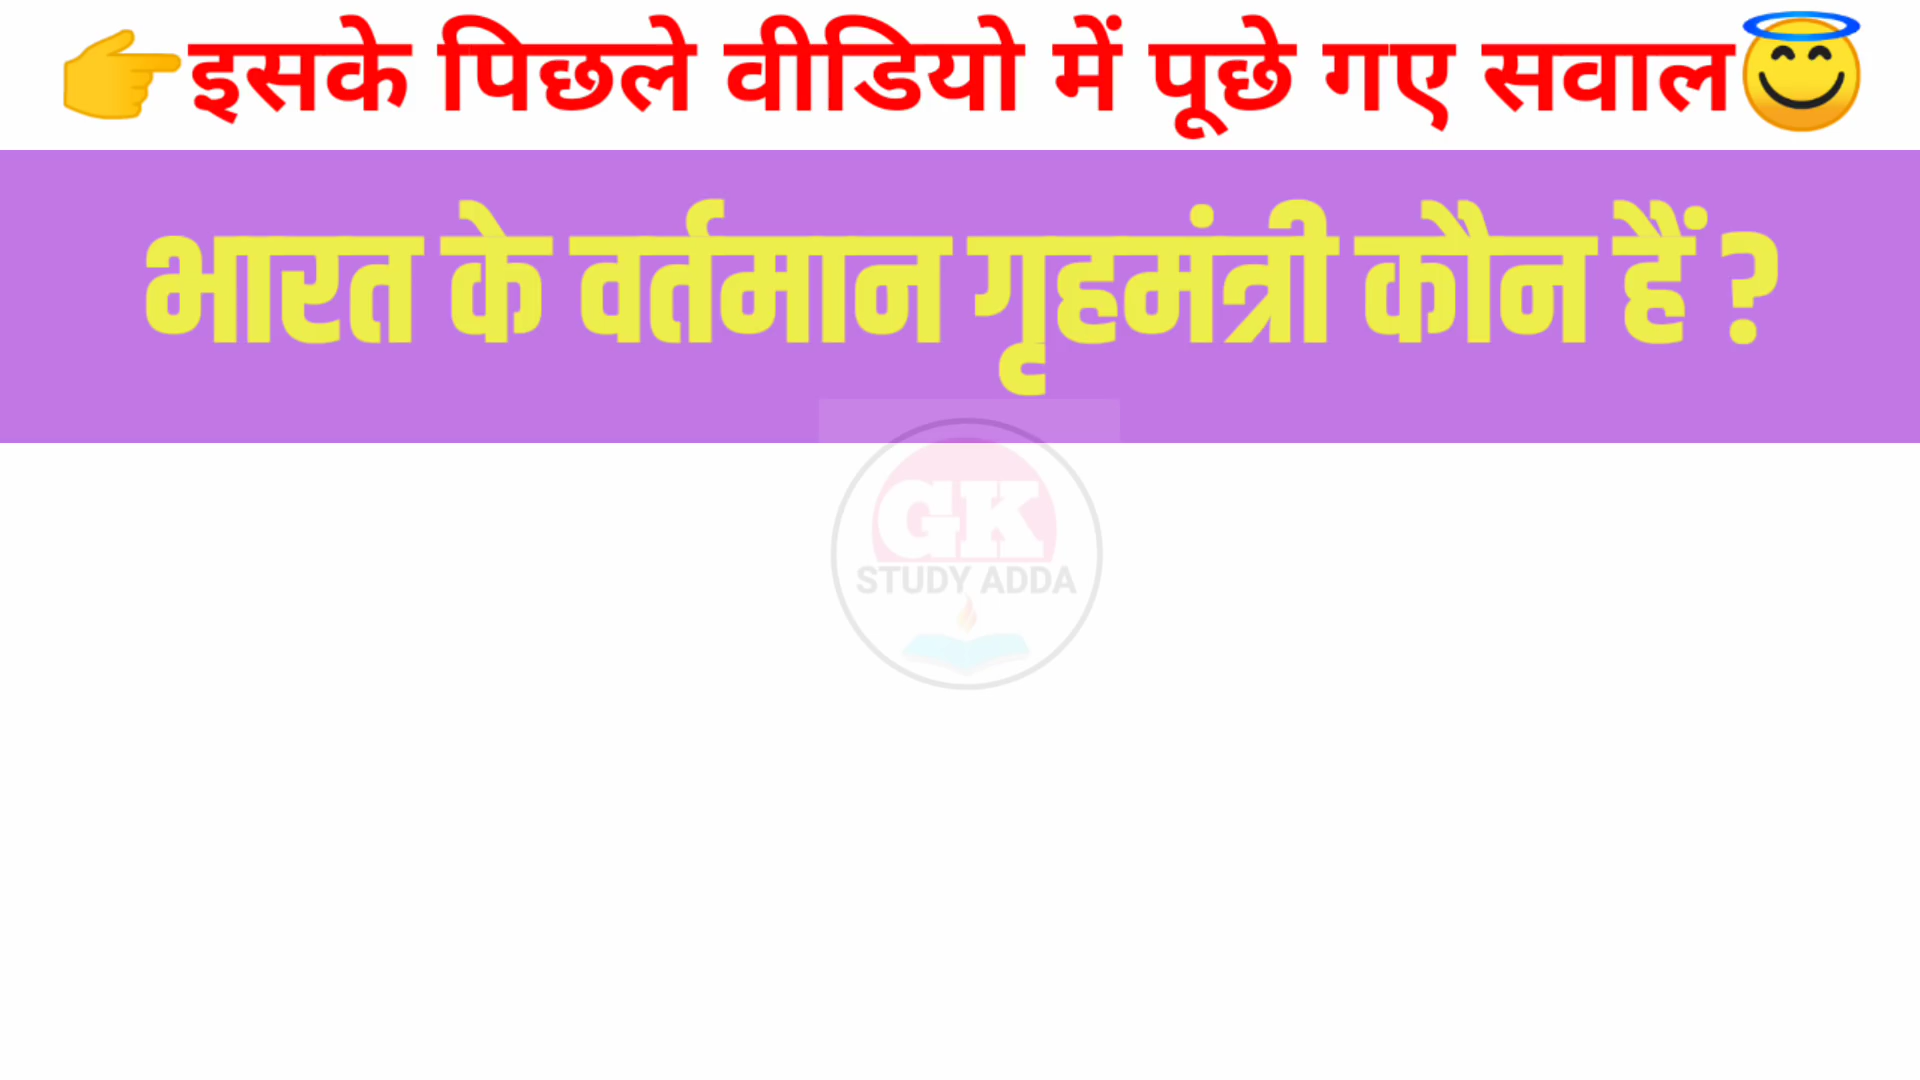 👉इसके पिछले वीडियो में पूछे गए सवाल😇
भारत के वर्तमान गृहमंत्री कौन हैं ?
GK
STUDY ADDA